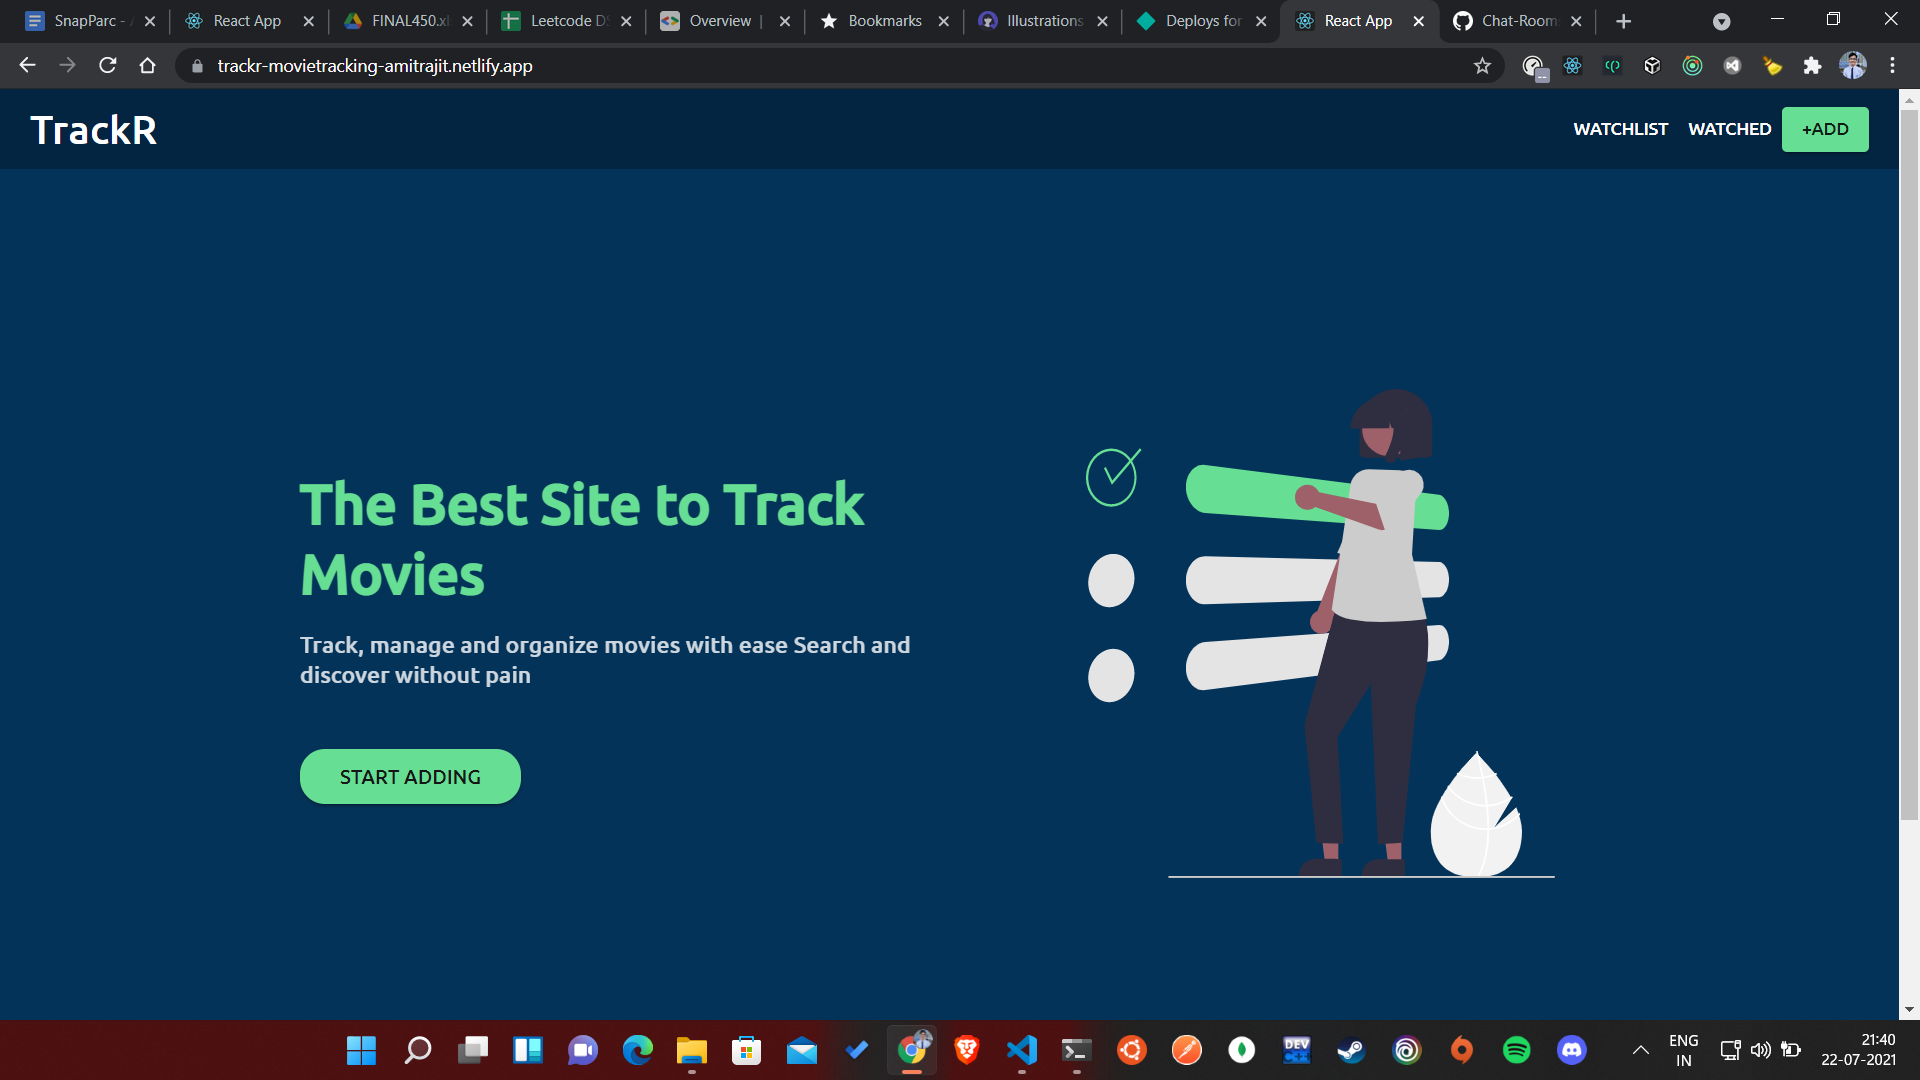 SnapParc - A
React App
FINAL450.xl
Leetcode DS
Overview |
Bookmarks
Illustrations
Deploys for
React App
Chat-Room
trackr-movietracking-amitrajit.netlify.app
TrackR
WATCHLIST
WATCHED
+ADD
The Best Site to Track
Movies
Track, manage and organize movies with ease Search and
discover without pain
START ADDING
DEV
ENG
IN
21:40
22-07-2021